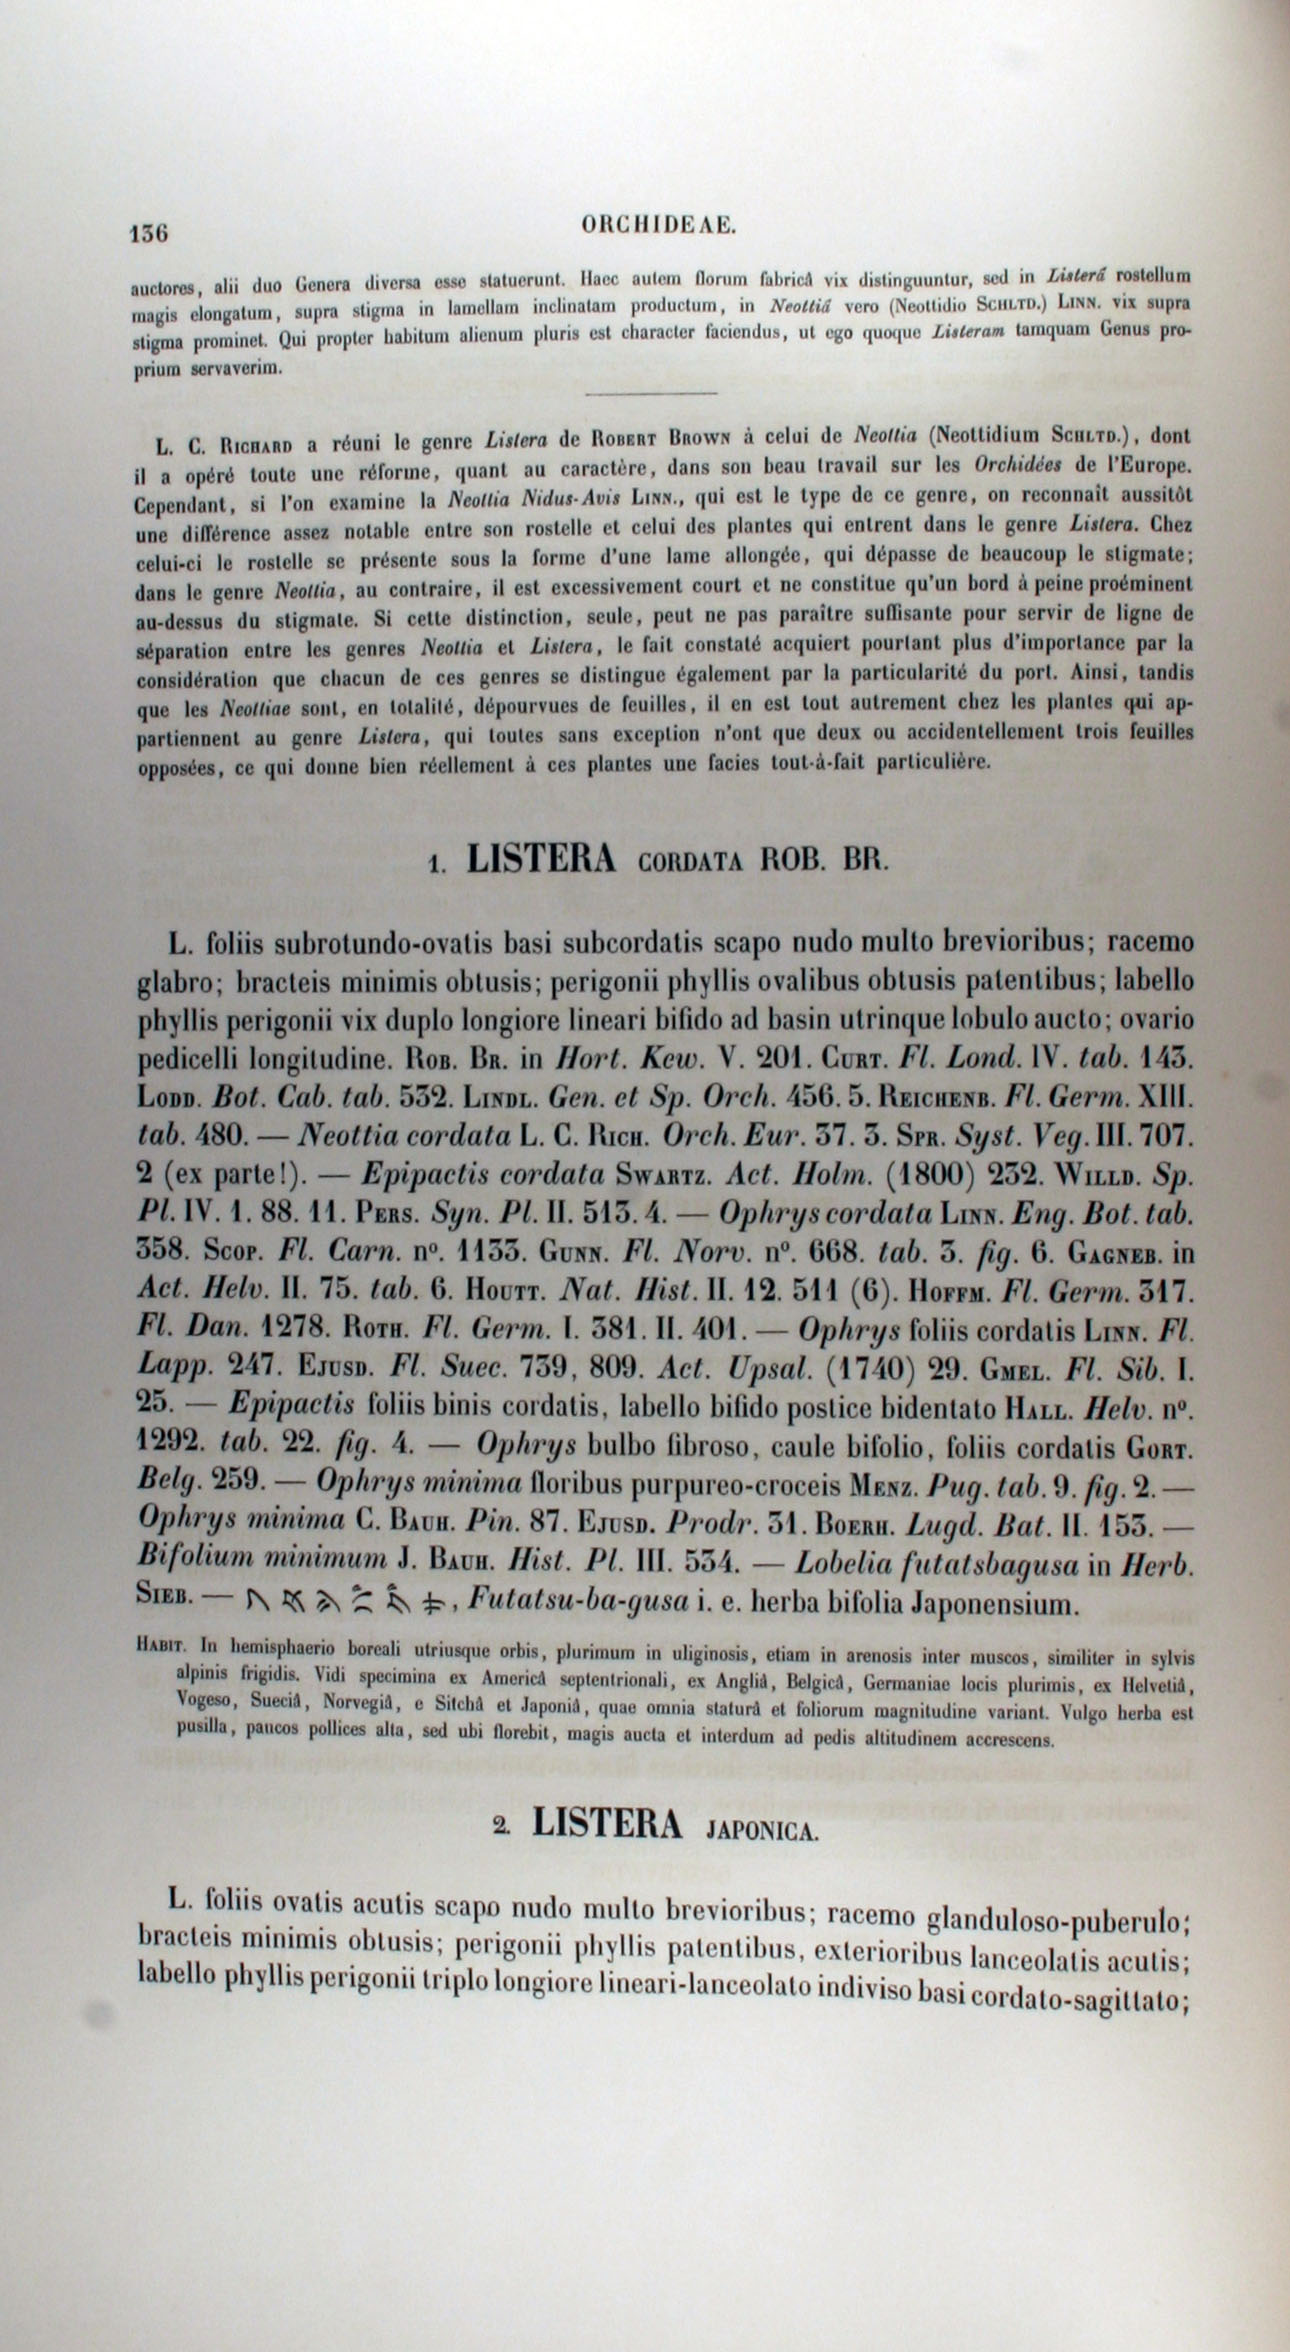 136
ORCHIDEAE.
auctores, alii duo Genera diversa esse statuerunt. Haec autem florum fabricâ vix distinguuntur, sed in Listerâ rostellum
magis elongatum, supra stigma in lamellam inclinatam productum, in Neottiâ vero (Neottidio Schltd.) Linn. vix supra
stigma prominet. Qui propter habitum alienum pluris est character faciendus, ut ego quoque Listeram tamquam Genus pro-
prium servaverim.
L. C. Richard a réuni le genre Listera de Robert Brown à celui de Neottia (Neottidium Schltd.), dont
il a opéré toute une réforme, quant au caractère, dans son beau travail sur les Orchidées de l'Europe.
Cependant, si l'on examine la Neottia Nidus-Avis Linn., qui est le type de ce genre, on reconnaît aussitôt
une différence assez notable entre son rostelle et celui des plantes qui entrent dans le genre Listera. Chez
celui-ci le rostelle se présente sous la forme d'une lame allongée, qui dépasse de beaucoup le stigmate;
dans le genre Neottia, au contraire, il est excessivement court et ne constitue qu'un bord à peine proéminent
au-dessus du stigmate. Si cette distinction, seule, peut ne pas paraître suffisante pour servir de ligne de
séparation entre les genres Neottia et Listera, le fait constaté acquiert pourtant plus d'importance par la
considération que chacun de ces genres se distingue également par la particularité du port. Ainsi, tandis
que les Neottiae sont, en totalité, dépourvues de feuilles, il en est tout autrement chez les plantes qui ap-
partiennent au genre Listera, qui toutes sans exception n'ont que deux ou accidentellement trois feuilles
opposées, ce qui donne bien réellement à ces plantes une facies tout-à-fait particulière.
1. LISTERA CORDATA ROB. BR.
L. foliis subrotundo-ovatis basi subcordatis scapo nudo multo brevioribus; racemo
glabro; bracteis minimis obtusis; perigonii phyllis ovalibus obtusis patentibus; labello
phyllis perigonii vix duplo longiore lineari bifido ad basin utrinque lobulo aucto; ovario
pedicelli longitudine. Rob. Br. in Hort. Kew. V. 201. Curt. Fl. Lond. IV. tab. 143.
Lodd. Bot. Cab. tab. 532. Lindl. Gen. et Sp. Orch. 456. 5. Reichenb. Fl. Germ. XIII.
tab. 480. — Neottia cordata L. C. Rich. Orch. Eur. 37. 3. Spr. Syst. Veg. III. 707.
2 (ex parte!). — Epipactis cordata Swartz. Act. Holm. (1800) 232. Willd. Sp.
Pl. IV. 1. 88. 11. Pers. Syn. Pl. II. 513. 4. — Ophrys cordata Linn. Eng. Bot. tab.
358. Scop. Fl. Carn. nº. 1133. Gunn. Fl. Norv. nº. 668. tab. 3. fig. 6. Gagneb. in
Act. Helv. II. 75. tab. 6. Houtt. Nat. Hist. II. 12. 511 (6). Hoffm. Fl. Germ. 317.
Fl. Dan. 1278. Roth. Fl. Germ. I. 381. II. 401. — Ophrys foliis cordatis Linn. Fl.
Lapp. 247. Ejusd. Fl. Suec. 739, 809. Act. Upsal. (1740) 29. Gmel. Fl. Sib. I.
25. — Epipactis foliis binis cordatis, labello bifido postice bidentato Hall. Helv. nº.
1292. tab. 22. fig. 4. — Ophrys bulbo fibroso, caule bifolio, foliis cordatis Gort.
Belg. 259. — Ophrys minima floribus purpureo-croceis Menz. Pug. tab. 9. fig. 2. —
Ophrys minima C. Bauh. Pin. 87. Ejusd. Prodr. 31. Boerh. Lugd. Bat. II. 153. —
Bifolium minimum J. Bauh. Hist. Pl. III. 534. — Lobelia futatsbagusa in Herb.
Sieb. — , Futatsu-ba-gusa i. e. herba bifolia Japonensium.
Habit. In hemisphaerio boreali utriusque orbis, plurimum in uliginosis, etiam in arenosis inter muscos, similiter in sylvis
alpinis frigidis. Vidi specimina ex Americâ septentrionali, ex Angliâ, Belgicâ, Germaniae locis plurimis, ex Helvetiâ,
Vogeso, Sueciâ, Norvegiâ, e Sitchâ et Japoniâ, quae omnia staturâ et foliorum magnitudine variant. Vulgo herba est
pusilla, paucos pollices alta, sed ubi florebit, magis aucta et interdum ad pedis altitudinem accrescens.
2. LISTERA JAPONICA.
L. foliis ovatis acutis scapo nudo multo brevioribus; racemo glanduloso-puberulo;
bracteis minimis obtusis; perigonii phyllis patentibus, exterioribus lanceolatis acutis;
labello phyllis perigonii triplo longiore lineari-lanceolato indiviso basi cordato-sagittato;